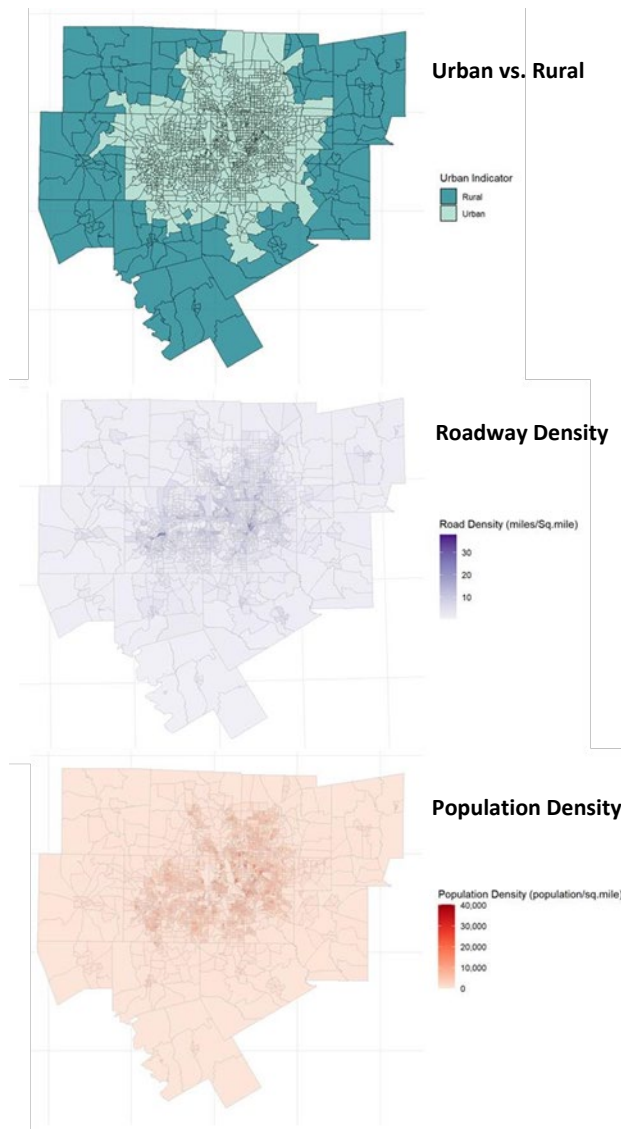 Urban vs. Rural
Urban Indicator
Rural
Urban
Roadway Density
Road Density (miles/Sq.mile)
30
20
10
Population Density
Population Density (population/sq.mile)
40,000
30,000
20,000
10,000
0